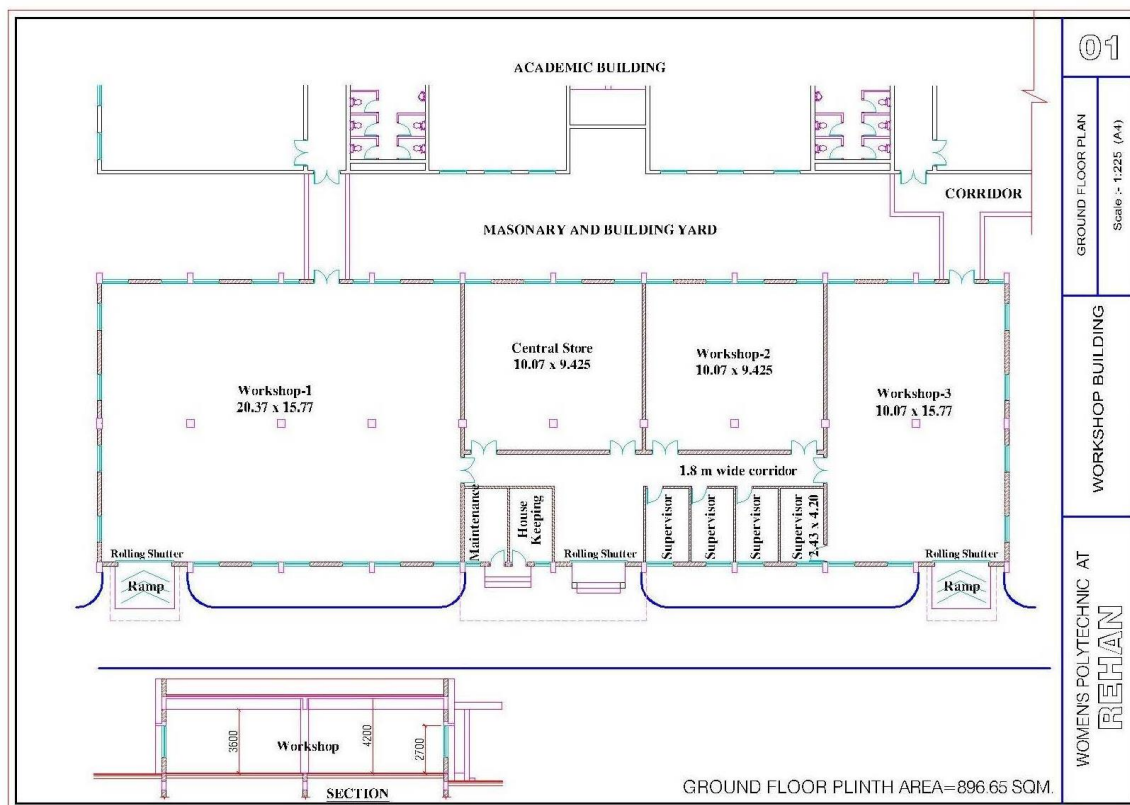 ACADEMIC BUILDING
CORRIDOR
MASONARY AND BUILDING YARD
Central Store
10.07 x 9.425
Workshop-2
10.07 x 9.425
Workshop-1
20.37 x 15.77
Workshop-3
10.07 x 15.77
1.8 m wide corridor
Maintenance
House
Keeping
Supervisor
Supervisor
Supervisor
Supervisor
2.43 x 4.20
Rolling Shutter
Rolling Shutter
Rolling Shutter
Ramp
Ramp
3600
Workshop
4200
2700
SECTION
GROUND FLOOR PLINTH AREA=896.65 SQM.
01
GROUND FLOOR PLAN
Scale :- 1:225 (A4)
WORKSHOP BUILDING
WOMEN'S POLYTECHNIC AT
REHAN